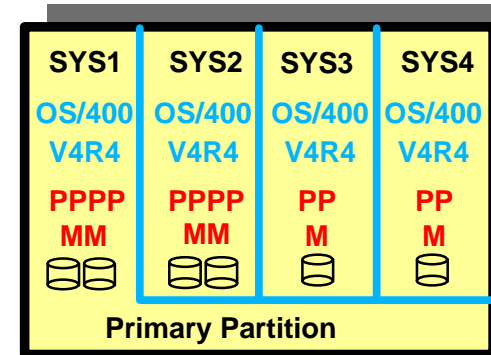 SYS1 SYS2 SYS3 SYS4
OS/400 OS/400 OS/400 OS/400
V4R4 V4R4 V4R4 V4R4
PPPP PPPP PP PP
MM MM M M
Primary Partition